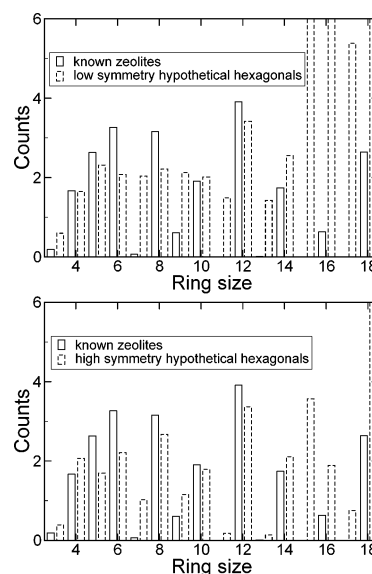 6
known zeolites
low symmetry hypothetical hexagonals
4
Counts
2
0
4 6 8 10 12 14 16 18
Ring size
6
known zeolites
high symmetry hypothetical hexagonals
4
Counts
2
0
4 6 8 10 12 14 16 18
Ring size